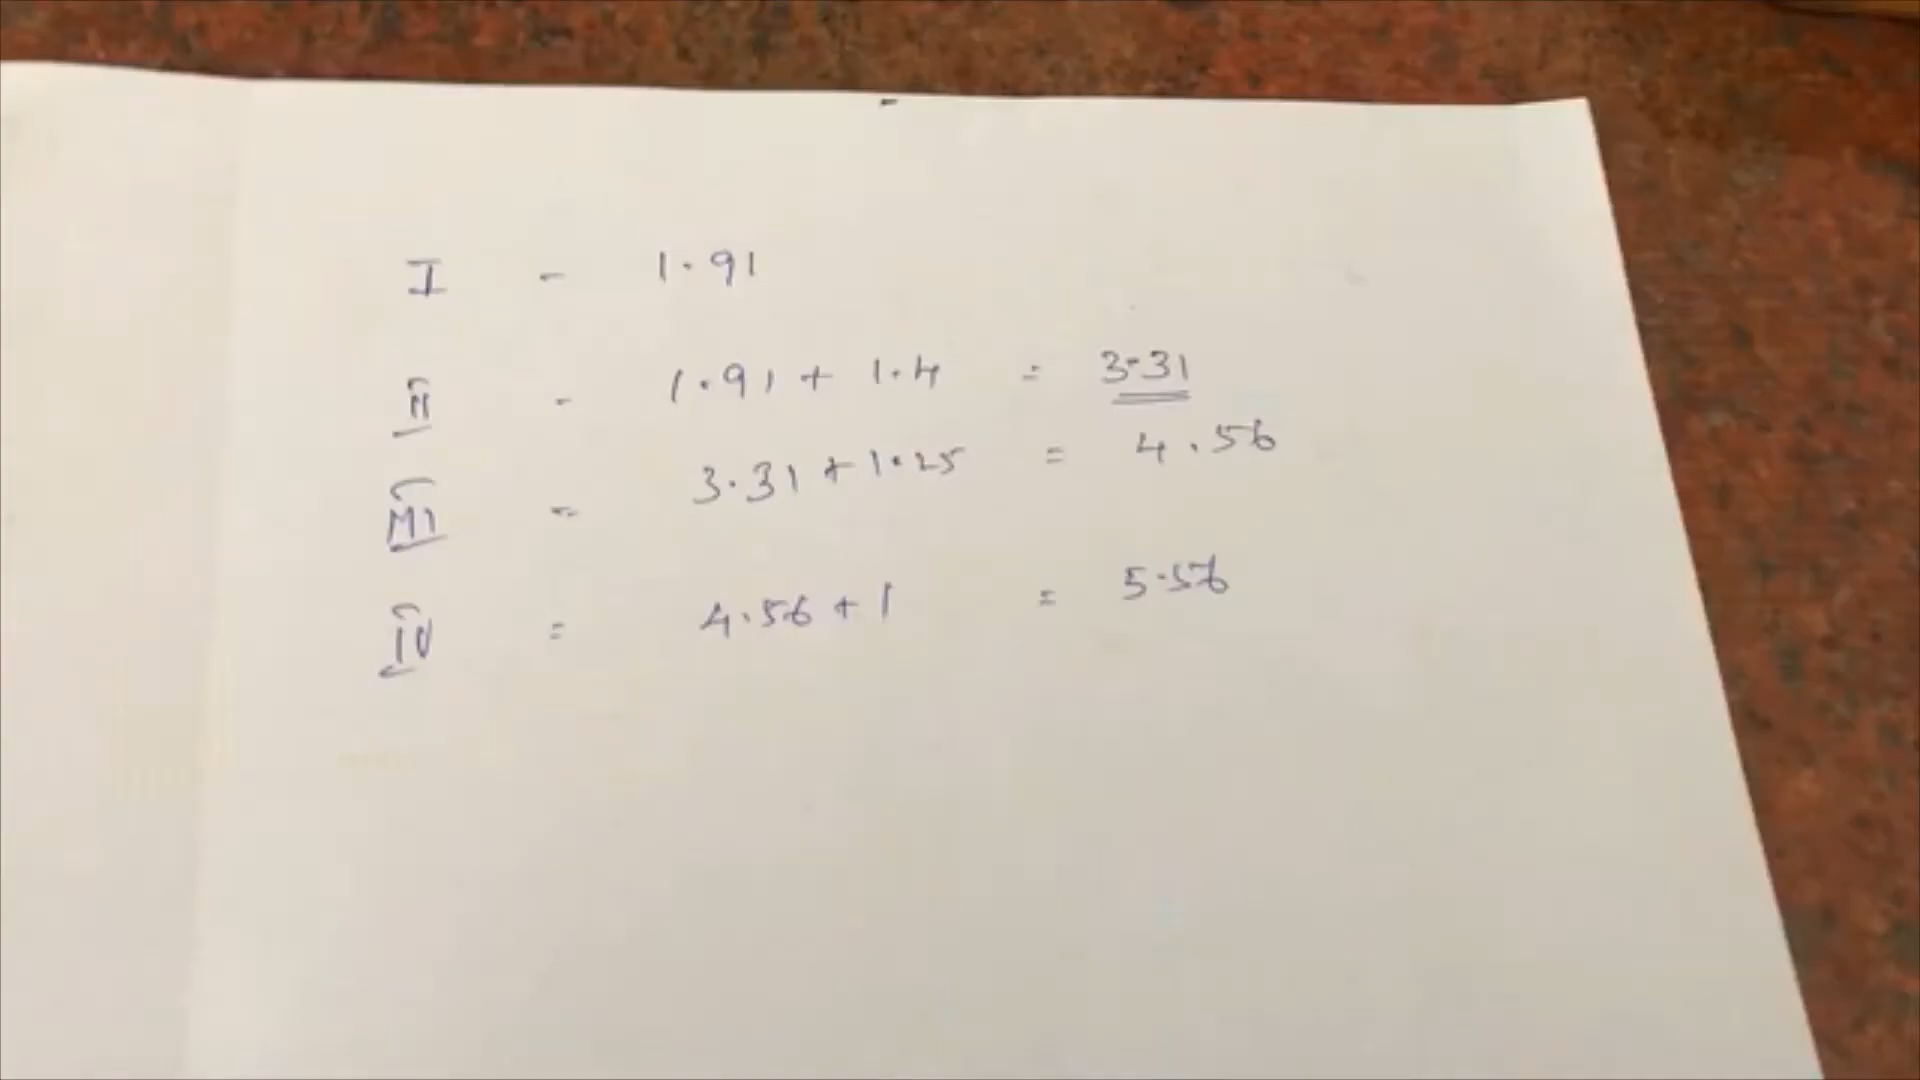 I - 1.91
II - 1.91 + 1.4 = 3.31
III = 3.31 + 1.25 = 4.56
IV = 4.56 + 1 = 5.56